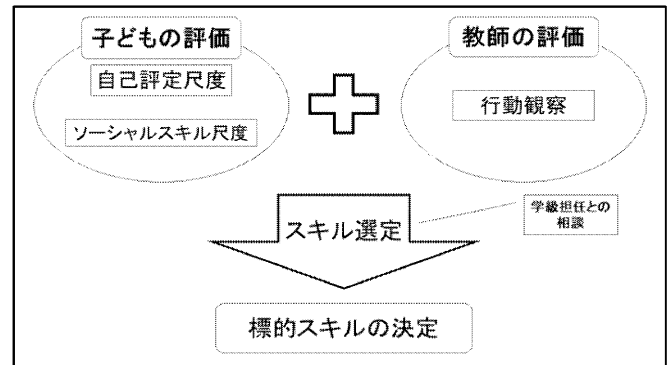 子どもの評価
自己評定尺度
ソーシャルスキル尺度
教師の評価
行動観察
スキル選定
学級担任との
相談
標的スキルの決定